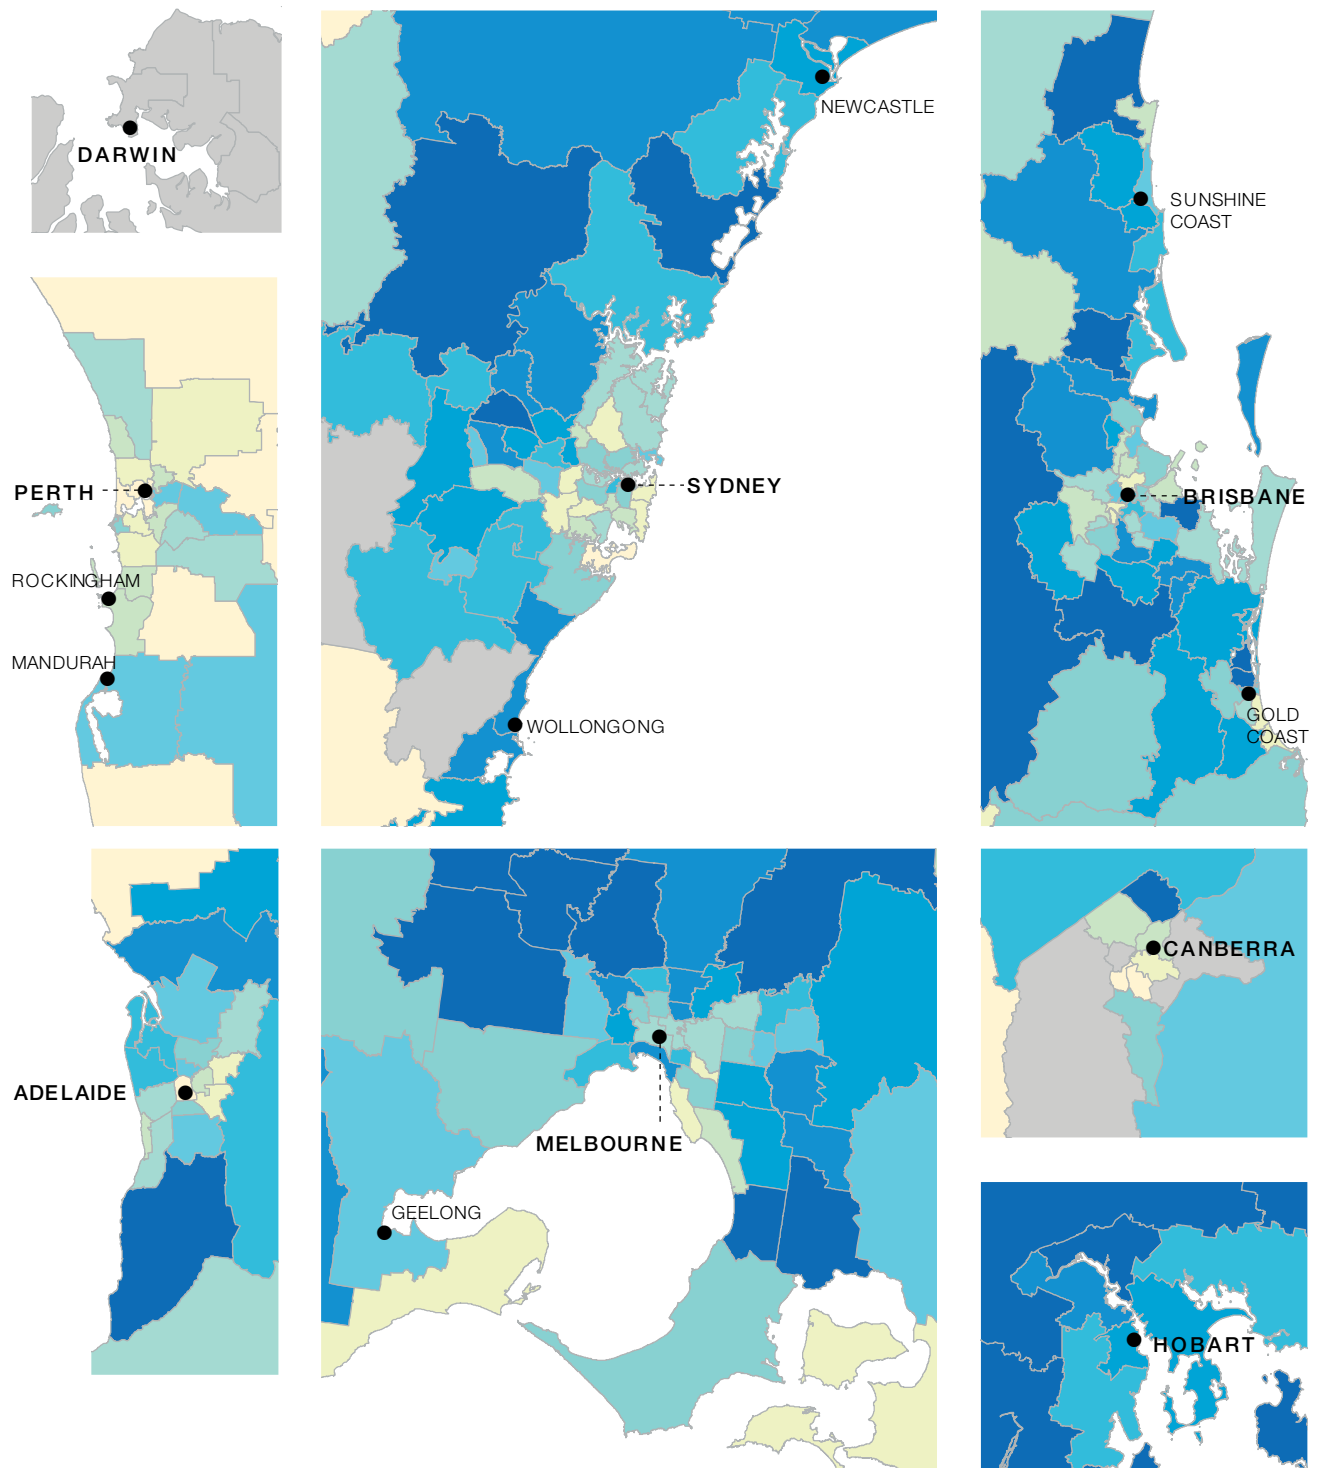 NEWCASTLE
DARWIN
SUNSHINE
COAST
PERTH
SYDNEY
BRISBANE
ROCKINGHAM
MANDURAH
WOLLONGONG
GOLD
COAST
CANBERRA
ADELAIDE
MELBOURNE
GEELONG
HOBART